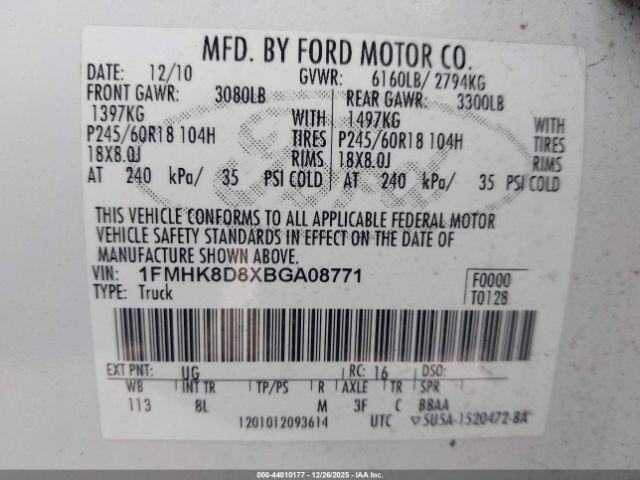 MFD. BY FORD MOTOR CO.
DATE: 12/10 GVWR: 6160LB/ 2794KG
FRONT GAWR: 3080LB REAR GAWR: 3300LB
1397KG WITH 1497KG WITH
P245/60R18 104H TIRES P245/60R18 104H TIRES
18X8.0J RIMS 18X8.0J RIMS
AT 240 kPa/ 35 PSI COLD AT 240 kPa/ 35 PSI COLD
THIS VEHICLE CONFORMS TO ALL APPLICABLE FEDERAL MOTOR
VEHICLE SAFETY STANDARDS IN EFFECT ON THE DATE OF
MANUFACTURE SHOWN ABOVE.
VIN: 1FMHK8D8XBGA08771 F0000
TYPE: Truck T0128
EXT PNT: UG RC: 16 DSO:
WB INT TR TP/PS R AXLE TR SPR
113 8L M 3F C BBAA
1201012093614 UTC ▽5U5A-1520472-BA
000-44010177 - 12/26/2025 - IAAI.COM